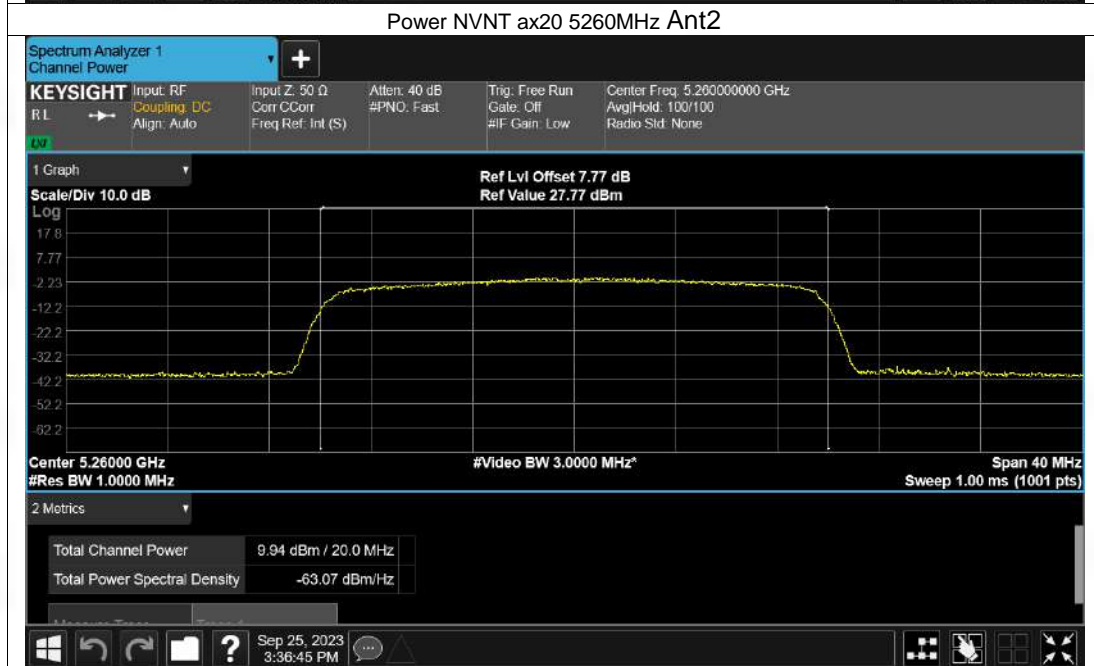 Power NVNT ax20 5260MHz Ant2
Spectrum Analyzer 1
Channel Power
KEYSIGHT
RL
Input: RF
Coupling: DC
Align: Auto
Input Z: 50 Ω
Corr CCorr
Freq Ref: Int (S)
Atten: 40 dB
#PNO: Fast
Trig: Free Run
Gate: Off
#IF Gain: Low
Center Freq: 5.260000000 GHz
Avg|Hold: 100/100
Radio Std: None
LXI
1 Graph
Scale/Div 10.0 dB
Ref Lvl Offset 7.77 dB
Ref Value 27.77 dBm
Log
17.8
7.77
-2.23
-12.2
-22.2
-32.2
-42.2
-52.2
-62.2
Center 5.26000 GHz
#Res BW 1.0000 MHz
#Video BW 3.0000 MHz*
Span 40 MHz
Sweep 1.00 ms (1001 pts)
2 Metrics
Total Channel Power 9.94 dBm / 20.0 MHz
Total Power Spectral Density -63.07 dBm/Hz
?
Sep 25, 2023
3:36:45 PM